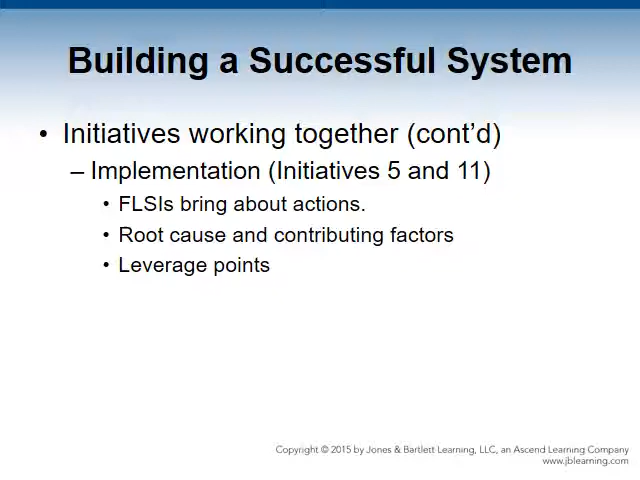 Building a Successful System
• Initiatives working together (cont’d)
– Implementation (Initiatives 5 and 11)
• FLSIs bring about actions.
• Root cause and contributing factors
• Leverage points
Copyright © 2015 by Jones & Bartlett Learning, LLC, an Ascend Learning Company
www.jblearning.com